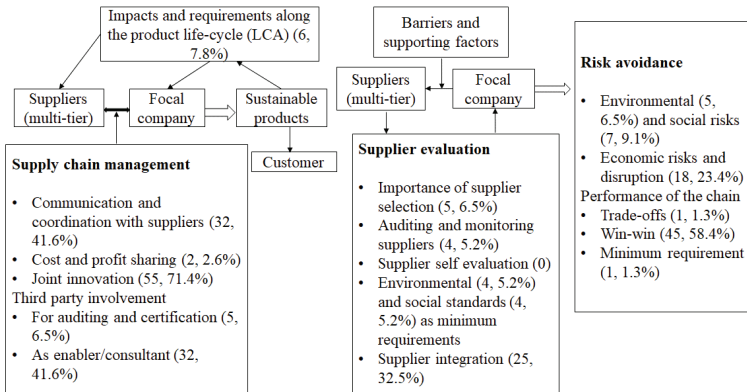 Impacts and requirements along
the product life-cycle (LCA) (6,
7.8%)
Suppliers
(multi-tier)
Focal
company
Sustainable
products
Customer
Supply chain management
• Communication and
coordination with suppliers (32,
41.6%)
• Cost and profit sharing (2, 2.6%)
• Joint innovation (55, 71.4%)
Third party involvement
• For auditing and certification (5,
6.5%)
• As enabler/consultant (32,
41.6%)
Barriers and
supporting factors
Suppliers
(multi-tier)
Focal
company
Supplier evaluation
• Importance of supplier
selection (5, 6.5%)
• Auditing and monitoring
suppliers (4, 5.2%)
• Supplier self evaluation (0)
• Environmental (4, 5.2%)
and social standards (4,
5.2%) as minimum
requirements
• Supplier integration (25,
32.5%)
Risk avoidance
• Environmental (5,
6.5%) and social risks
(7, 9.1%)
• Economic risks and
disruption (18, 23.4%)
Performance of the chain
• Trade-offs (1, 1.3%)
• Win-win (45, 58.4%)
• Minimum requirement
(1, 1.3%)